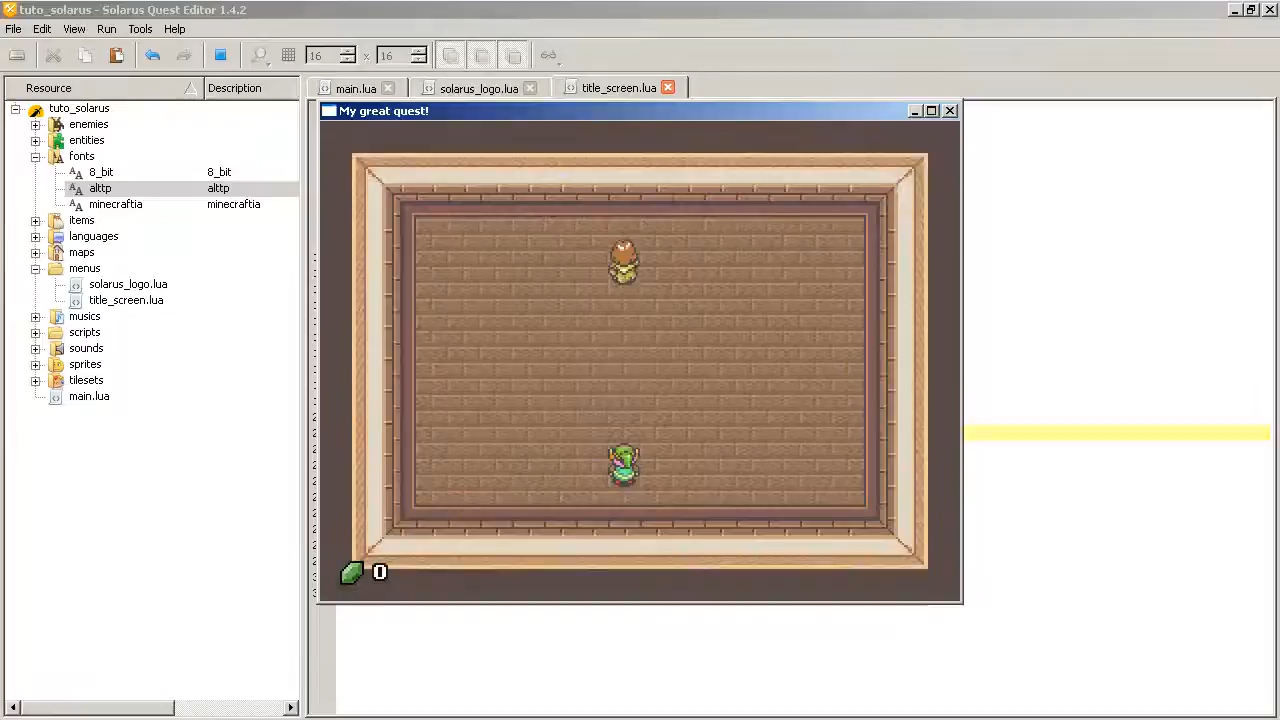 tuto_solarus - Solarus Quest Editor 1.4.2
File Edit View Run Tools Help
16 x 16
Resource Description
main.lua solarus_logo.lua title_screen.lua
tuto_solarus
My great quest!
enemies
entities
fonts
8_bit 8_bit
alttp alttp
minecraftia minecraftia
items
languages
maps
menus
solarus_logo.lua
title_screen.lua
musics
scripts
sounds
sprites
tilesets
main.lua
0